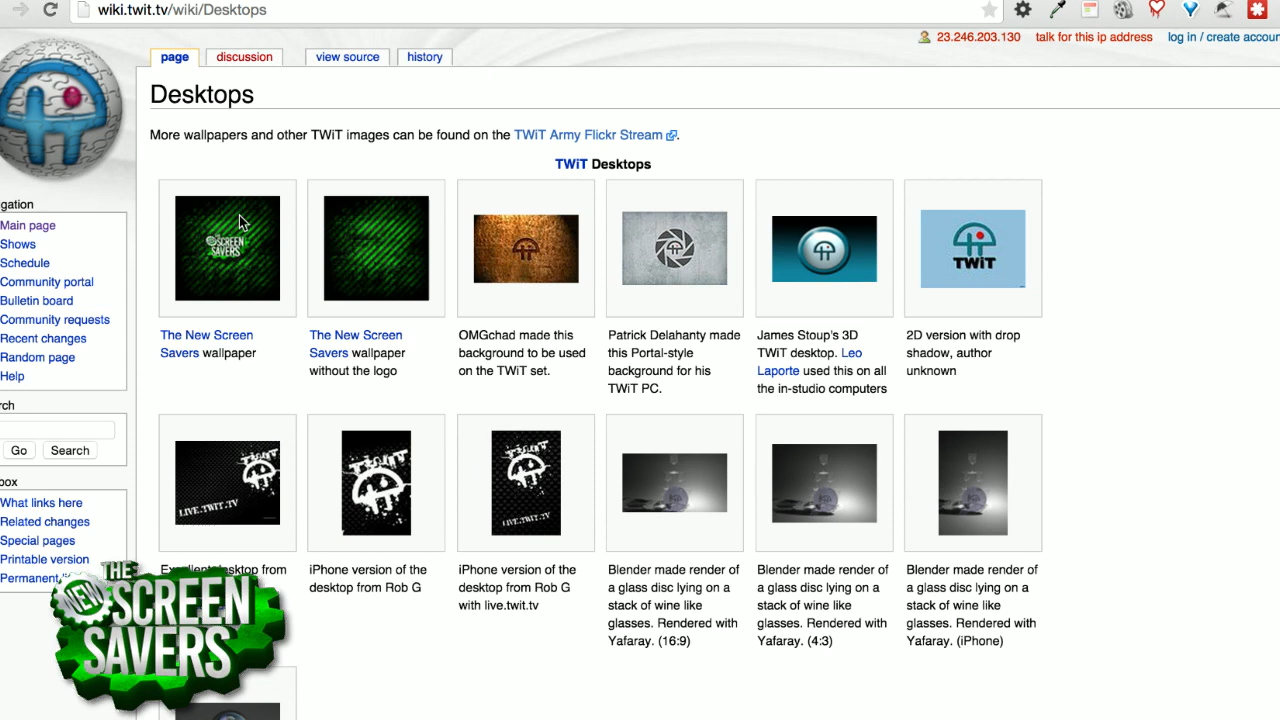 wiki.twit.tv/wiki/Desktops
23.246.203.130 talk for this ip address log in / create accour
page discussion view source history
Desktops
More wallpapers and other TWiT images can be found on the TWiT Army Flickr Stream.
TWiT Desktops
SCREEN
SAVERS
TWiT
The New Screen
Savers wallpaper
The New Screen
Savers wallpaper
without the logo
OMGchad made this
background to be used
on the TWiT set.
Patrick Delahanty made
this Portal-style
background for his
TWiT PC.
James Stoup's 3D
TWiT desktop. Leo
Laporte used this on all
the in-studio computers
2D version with drop
shadow, author
unknown
gation
Main page
Shows
Schedule
Community portal
Bulletin board
Community requests
Recent changes
Random page
Help
rch
Go Search
box
What links here
Related changes
Special pages
Printable version
Permanent
TWiT
LIVE.TWIT.TV
TWiT
TWiT
LIVE.TWIT.TV
desktop from
iPhone version of the
desktop from Rob G
iPhone version of the
desktop from Rob G
with live.twit.tv
Blender made render of
a glass disc lying on a
stack of wine like
glasses. Rendered with
Yafaray. (16:9)
Blender made render of
a glass disc lying on a
stack of wine like
glasses. Rendered with
Yafaray. (4:3)
Blender made render of
a glass disc lying on a
stack of wine like
glasses. Rendered with
Yafaray. (iPhone)
THE
NEW SCREEN
SAVERS